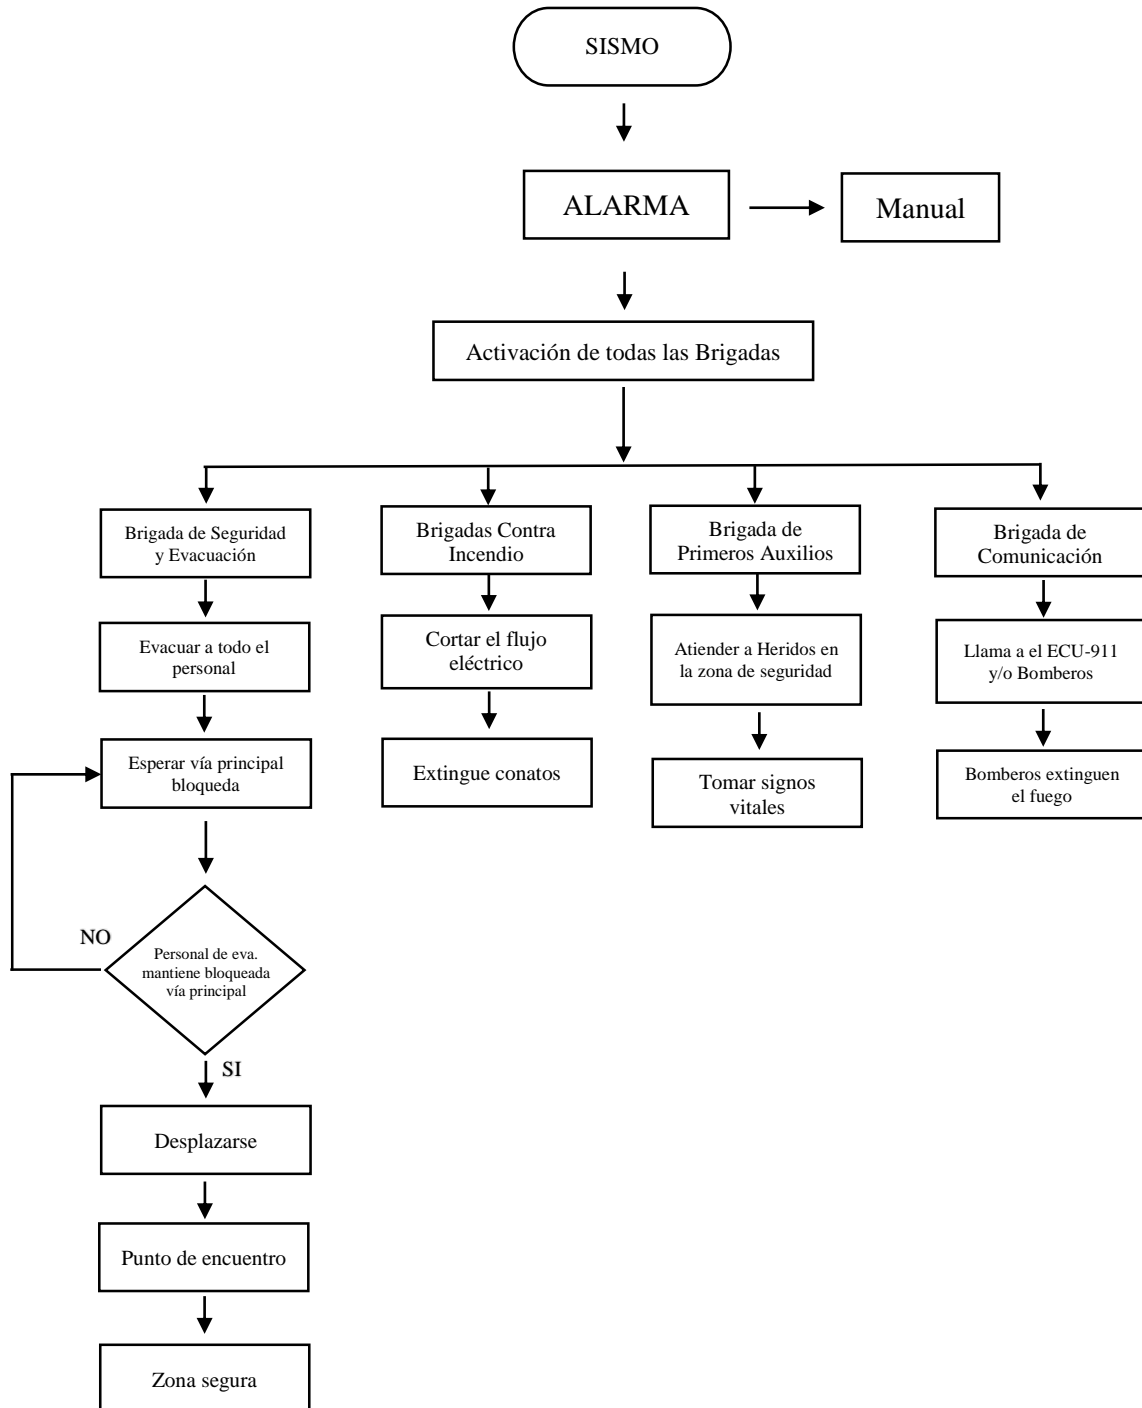 SISMO
ALARMA
Manual
Activación de todas las Brigadas
Brigada de Seguridad
y Evacuación
Evacuar a todo el
personal
Esperar vía principal
bloqueda
NO
Personal de eva.
mantiene bloqueada
vía principal
SI
Desplazarse
Punto de encuentro
Zona segura
Brigadas Contra
Incendio
Cortar el flujo
eléctrico
Extingue conatos
Brigada de
Primeros Auxilios
Atiender a Heridos en
la zona de seguridad
Tomar signos
vitales
Brigada de
Comunicación
Llama a el ECU-911
y/o Bomberos
Bomberos extinguen
el fuego